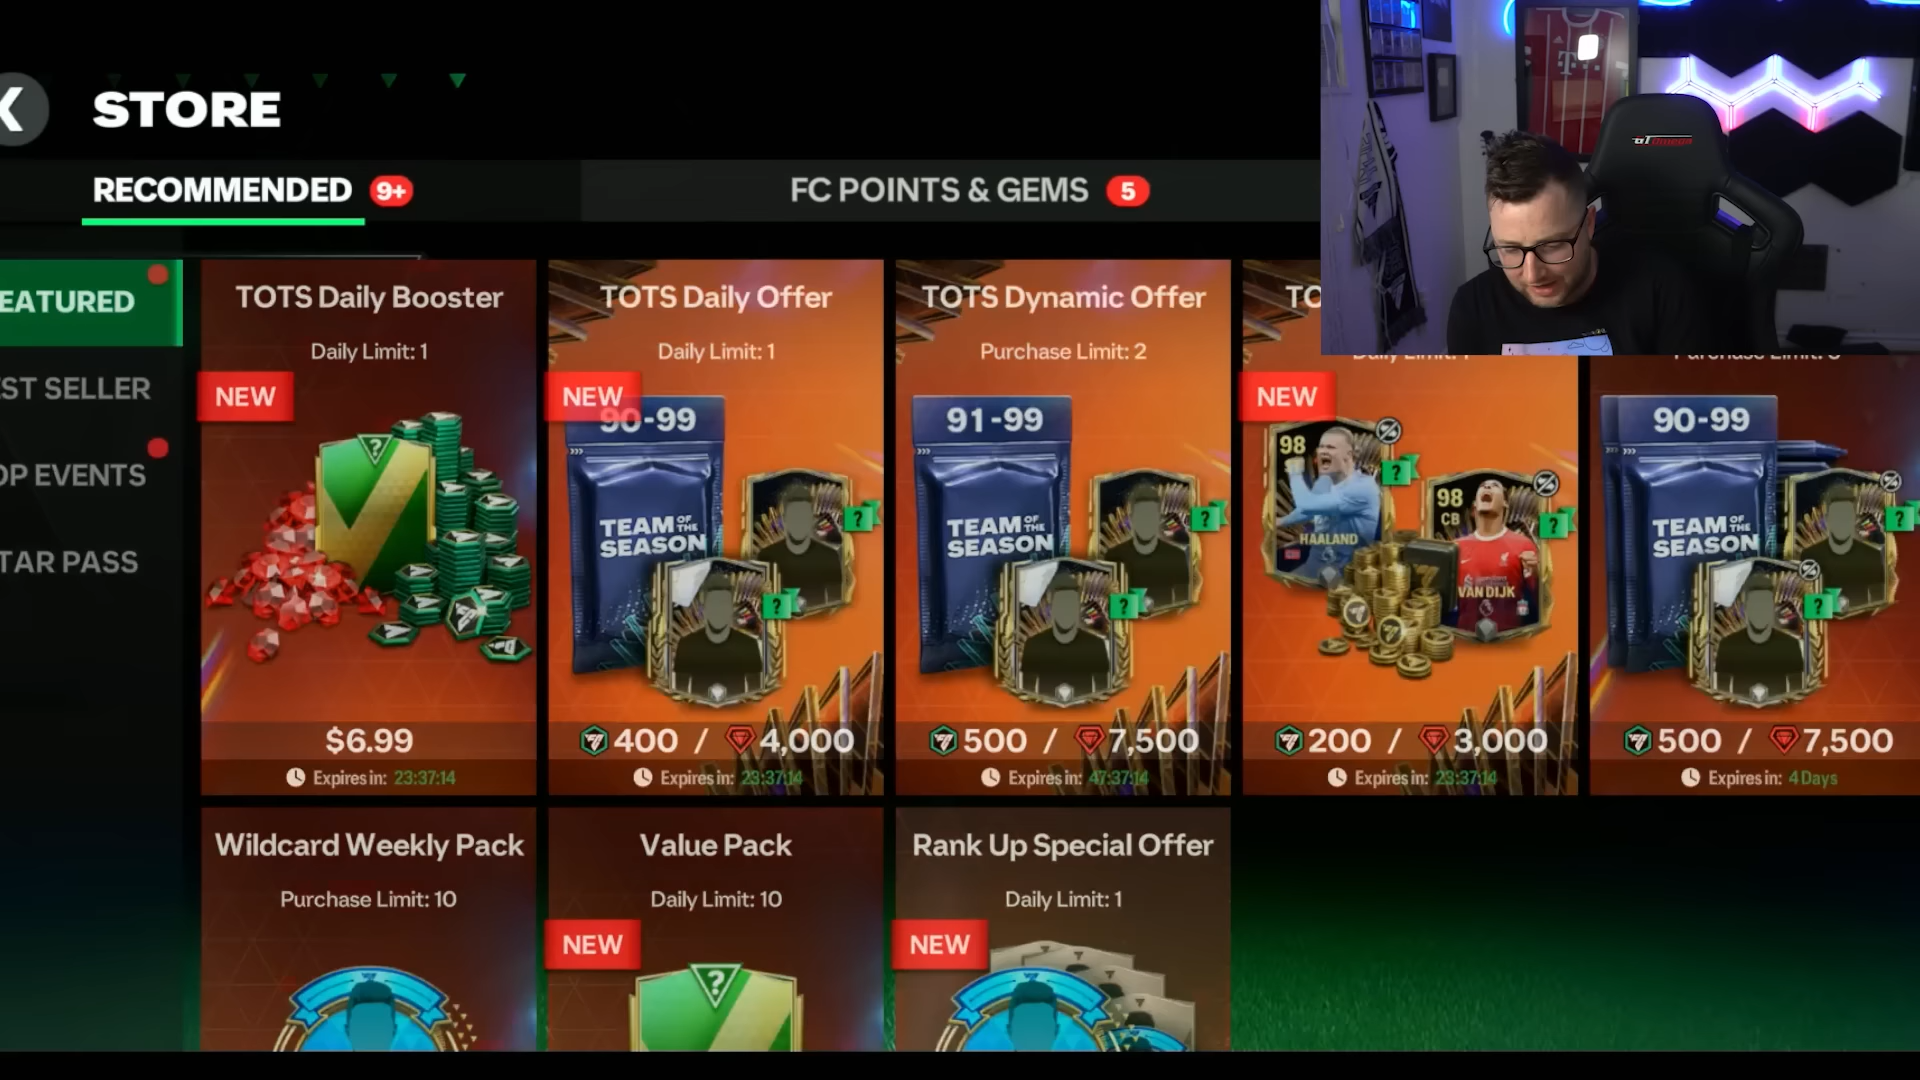 STORE
RECOMMENDED 9+
FC POINTS & GEMS 5
EATURED
ST SELLER
OP EVENTS
TAR PASS
TOTS Daily Booster
Daily Limit: 1
NEW
$6.99
Expires in: 23:37:14
TOTS Daily Offer
Daily Limit: 1
NEW
90-99
TEAM OF THE
SEASON
? ?
400 / 4,000
Expires in: 23:37:14
TOTS Dynamic Offer
Purchase Limit: 2
91-99
TEAM OF THE
SEASON
? ?
500 / 7,500
Expires in: 47:37:14
TO
NEW
98
HAALAND
?
98
CB
VAN DIJK
?
200 / 3,000
Expires in: 23:37:14
90-99
TEAM OF THE
SEASON
? ?
500 / 7,500
Expires in: 4 Days
Wildcard Weekly Pack
Purchase Limit: 10
Value Pack
Daily Limit: 10
NEW
?
Rank Up Special Offer
Daily Limit: 1
NEW
GT OMEGA